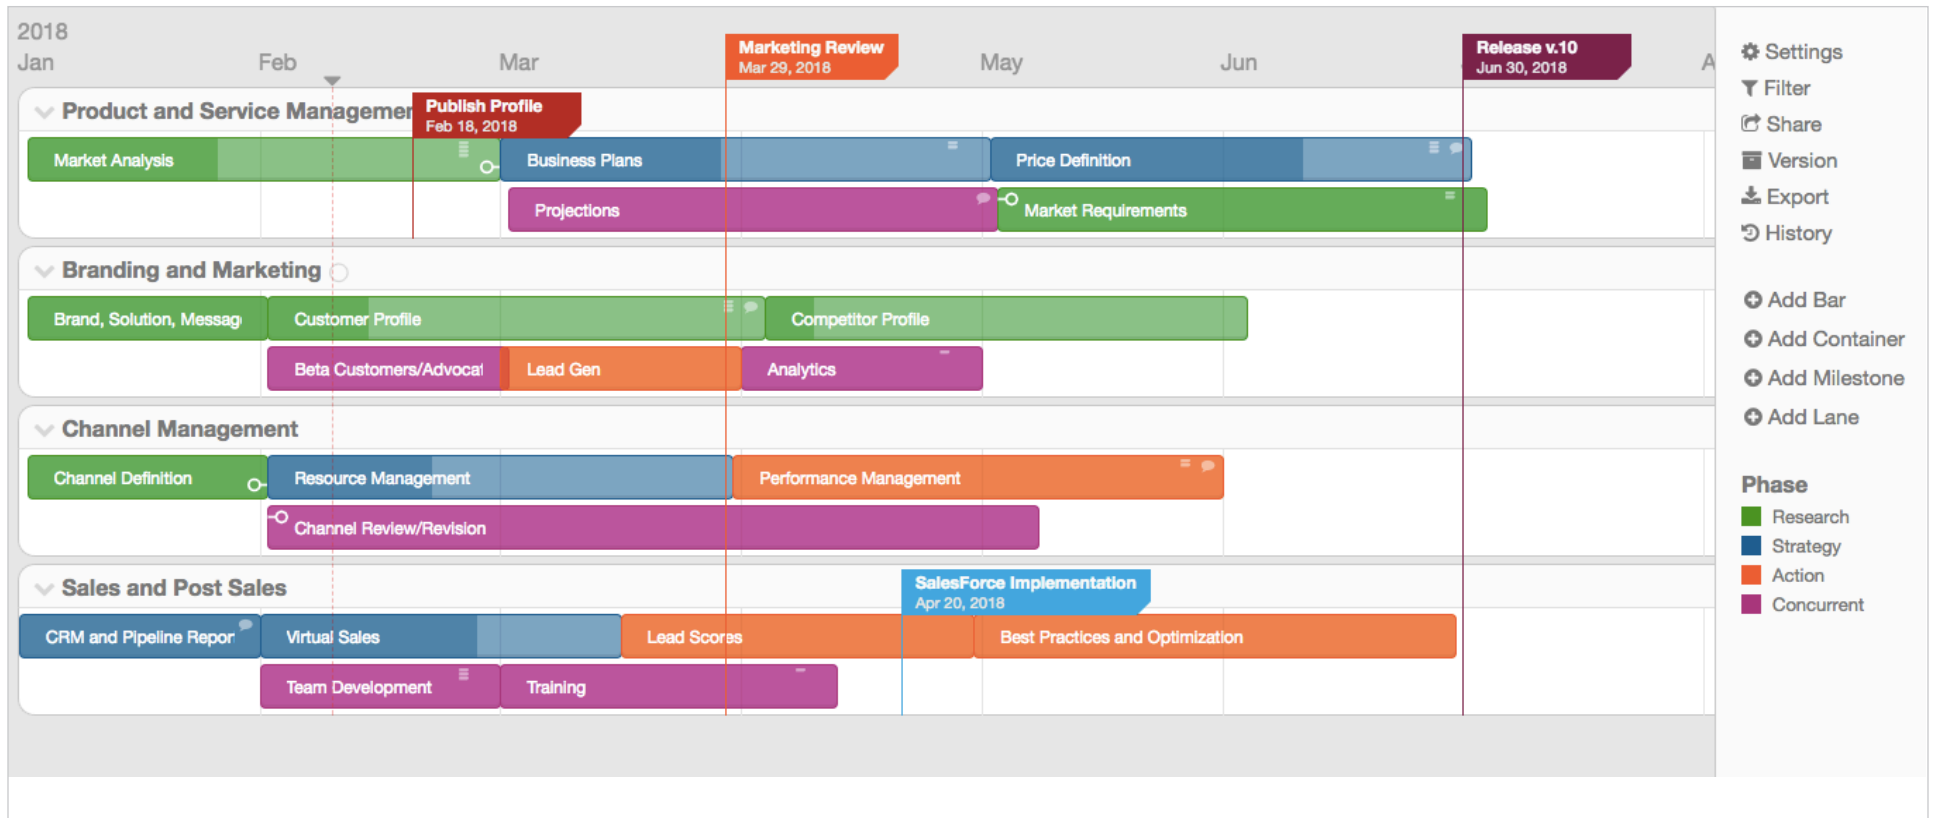 2018
Jan Feb Mar May Jun A
Marketing Review
Mar 29, 2018
Release v.10
Jun 30, 2018
Publish Profile
Feb 18, 2018
Product and Service Managemen
Market Analysis Business Plans Price Definition
Projections Market Requirements
Branding and Marketing
Brand, Solution, Messag Customer Profile Competitor Profile
Beta Customers/Advocat Lead Gen Analytics
Channel Management
Channel Definition Resource Management Performance Management
Channel Review/Revision
Sales and Post Sales
SalesForce Implementation
Apr 20, 2018
CRM and Pipeline Repor Virtual Sales Lead Scores Best Practices and Optimization
Team Development Training
Settings
Filter
Share
Version
Export
History
Add Bar
Add Container
Add Milestone
Add Lane
Phase
Research
Strategy
Action
Concurrent